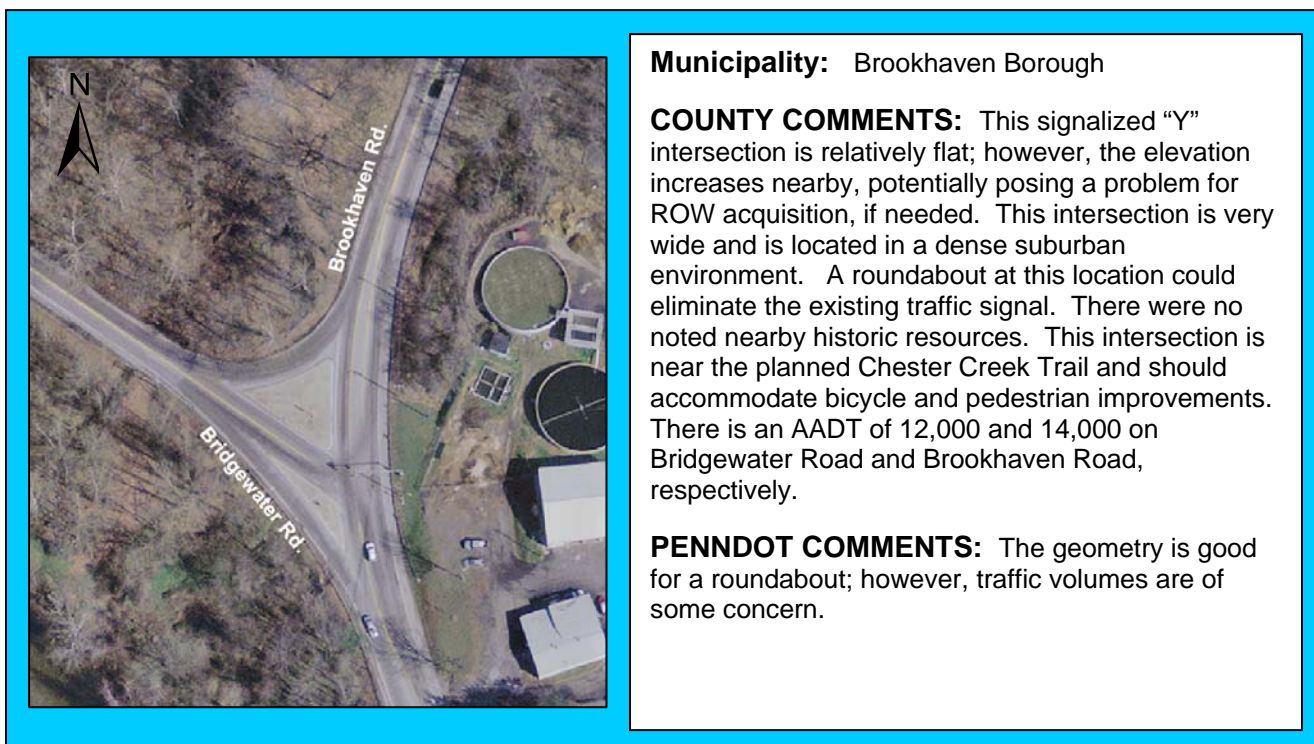 N
Brookhaven Rd.
Bridgewater Rd.
Municipality: Brookhaven Borough
COUNTY COMMENTS: This signalized “Y”
intersection is relatively flat; however, the elevation
increases nearby, potentially posing a problem for
ROW acquisition, if needed. This intersection is very
wide and is located in a dense suburban
environment. A roundabout at this location could
eliminate the existing traffic signal. There were no
noted nearby historic resources. This intersection is
near the planned Chester Creek Trail and should
accommodate bicycle and pedestrian improvements.
There is an AADT of 12,000 and 14,000 on
Bridgewater Road and Brookhaven Road,
respectively.
PENNDOT COMMENTS: The geometry is good
for a roundabout; however, traffic volumes are of
some concern.